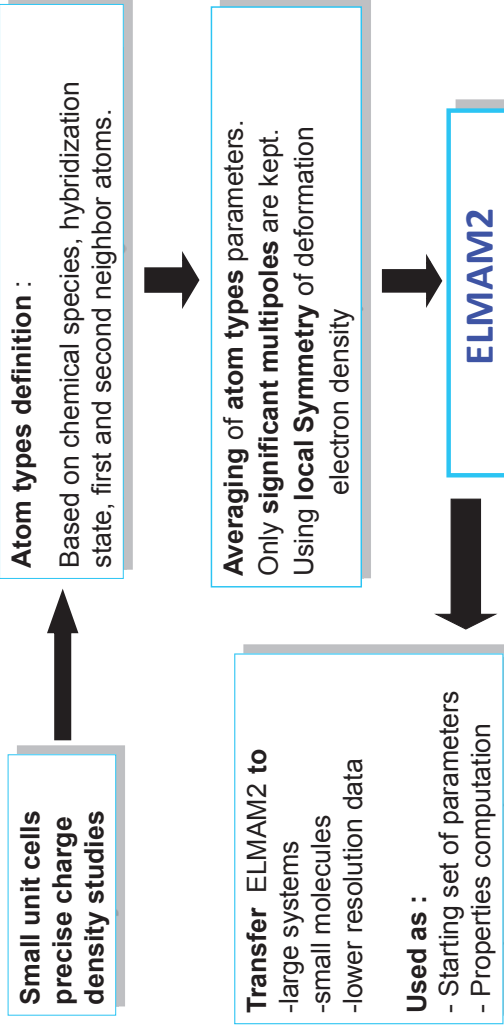 Small unit cells
precise charge
density studies
Atom types definition :
Based on chemical species, hybridization
state, first and second neighbor atoms.
Averaging of atom types parameters.
Only significant multipoles are kept.
Using local Symmetry of deformation
electron density
ELMAM2
Transfer ELMAM2 to
-large systems
-small molecules
-lower resolution data
Used as :
- Starting set of parameters
- Properties computation